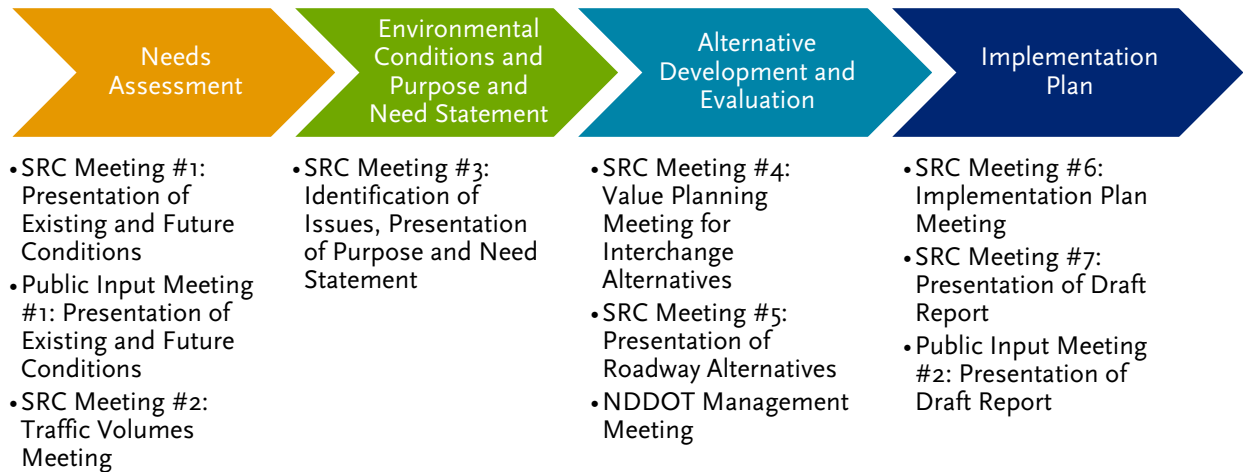 Needs
Assessment
Environmental
Conditions and
Purpose and
Need Statement
Alternative
Development and
Evaluation
Implementation
Plan
•SRC Meeting #1:
Presentation of
Existing and Future
Conditions
•Public Input Meeting
#1: Presentation of
Existing and Future
Conditions
•SRC Meeting #2:
Traffic Volumes
Meeting
•SRC Meeting #3:
Identification of
Issues, Presentation
of Purpose and Need
Statement
•SRC Meeting #4:
Value Planning
Meeting for
Interchange
Alternatives
•SRC Meeting #5:
Presentation of
Roadway Alternatives
•NDDOT Management
Meeting
•SRC Meeting #6:
Implementation Plan
Meeting
•SRC Meeting #7:
Presentation of Draft
Report
•Public Input Meeting
#2: Presentation of
Draft Report